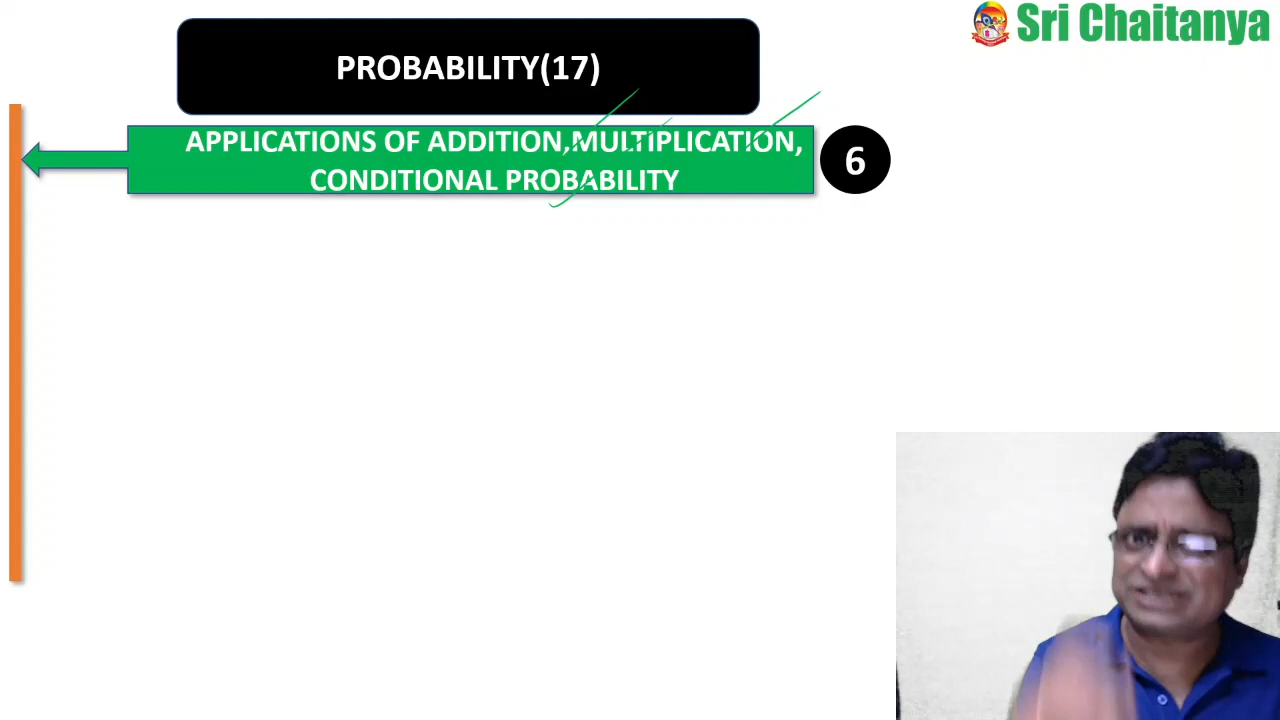 Sri Chaitanya
PROBABILITY(17)
APPLICATIONS OF ADDITION,MULTIPLICATION,
CONDITIONAL PROBABILITY
6